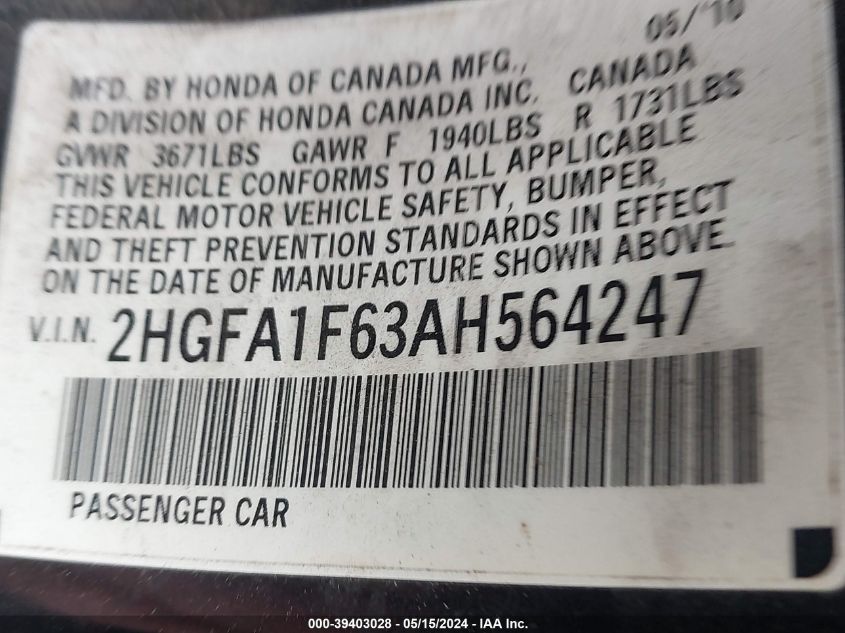 05/'10
MFD. BY HONDA OF CANADA MFG.,
A DIVISION OF HONDA CANADA INC. CANADA
GVWR 3671LBS GAWR F 1940LBS R 1731LBS
THIS VEHICLE CONFORMS TO ALL APPLICABLE
FEDERAL MOTOR VEHICLE SAFETY, BUMPER,
AND THEFT PREVENTION STANDARDS IN EFFECT
ON THE DATE OF MANUFACTURE SHOWN ABOVE.
V.I.N. 2HGFA1F63AH564247
PASSENGER CAR
000-39403028 - 05/15/2024 - IAA Inc.